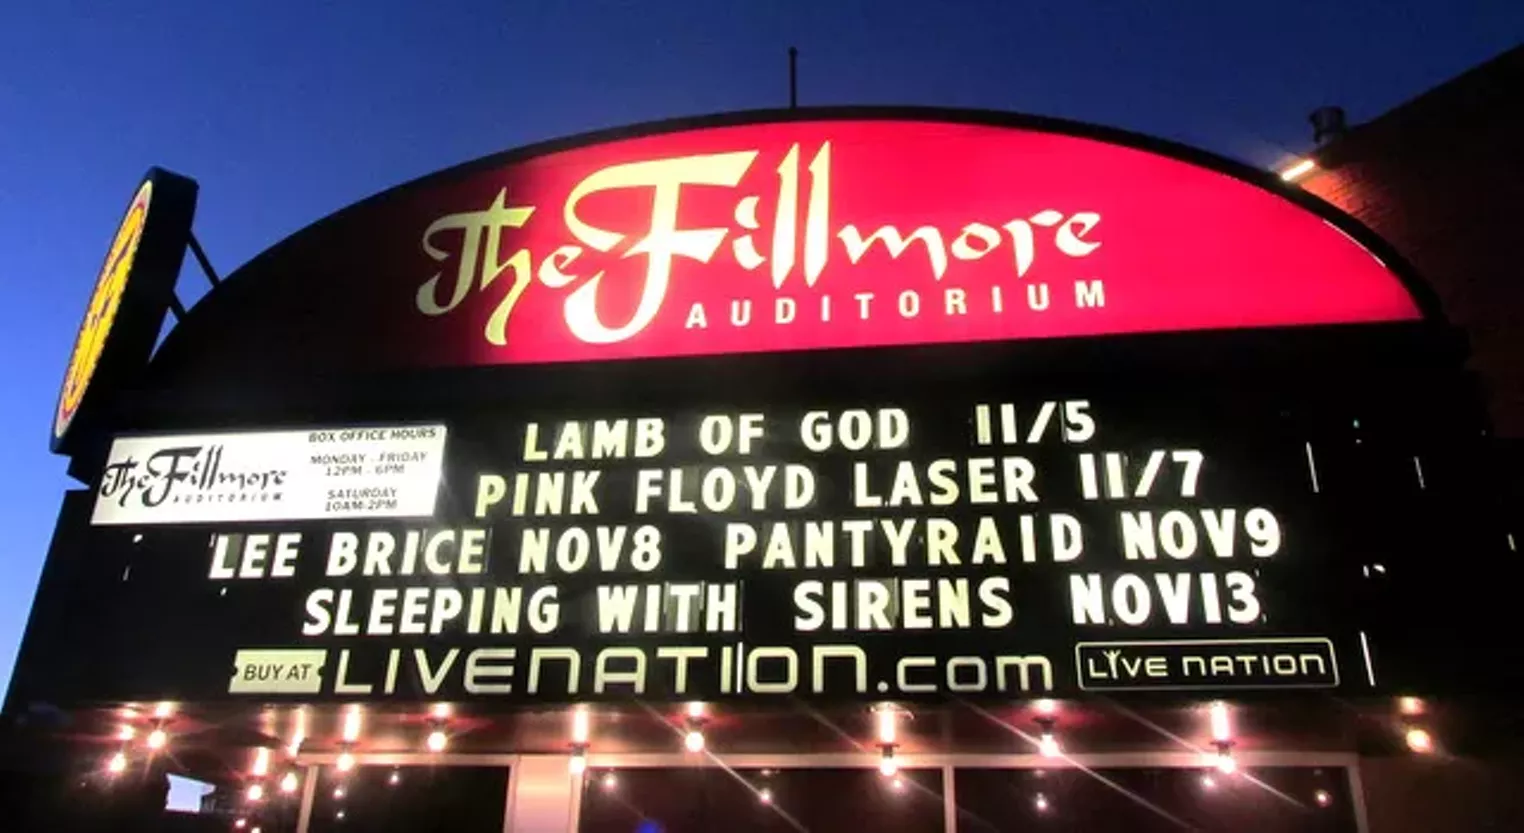 The Fillmore
AUDITORIUM
The Fillmore
AUDITORIUM
BOX OFFICE HOURS
MONDAY - FRIDAY
12PM - 6PM
SATURDAY
10AM-2PM
LAMB OF GOD 11/5
PINK FLOYD LASER 11/7
LEE BRICE NOV8 PANTYRAID NOV9
SLEEPING WITH SIRENS NOV13
BUY AT LIVENATION.com LIVE NATION